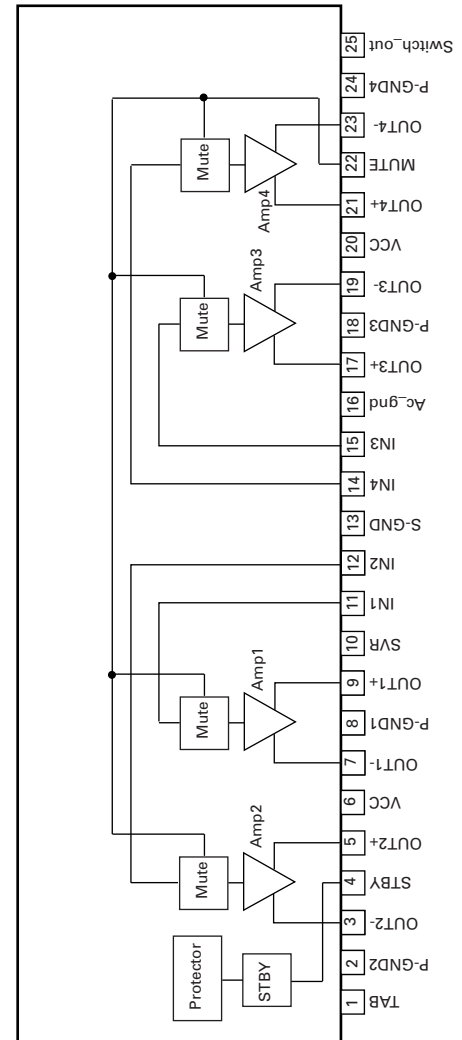 25 Switch_out
24 P-GND4
23 OUT4-
Mute
22 MUTE
Amp4
21 OUT4+
20 VCC
Amp3
19 OUT3-
Mute
18 P-GND3
17 OUT3+
16 Ac_gnd
15 IN3
14 IN4
13 S-GND
12 IN2
11 IN1
10 SVR
Amp1
9 OUT1+
Mute
8 P-GND1
7 OUT1-
6 VCC
Amp2
5 OUT2+
Mute
4 STBY
3 OUT2-
Protector
STBY
2 P-GND2
1 TAB